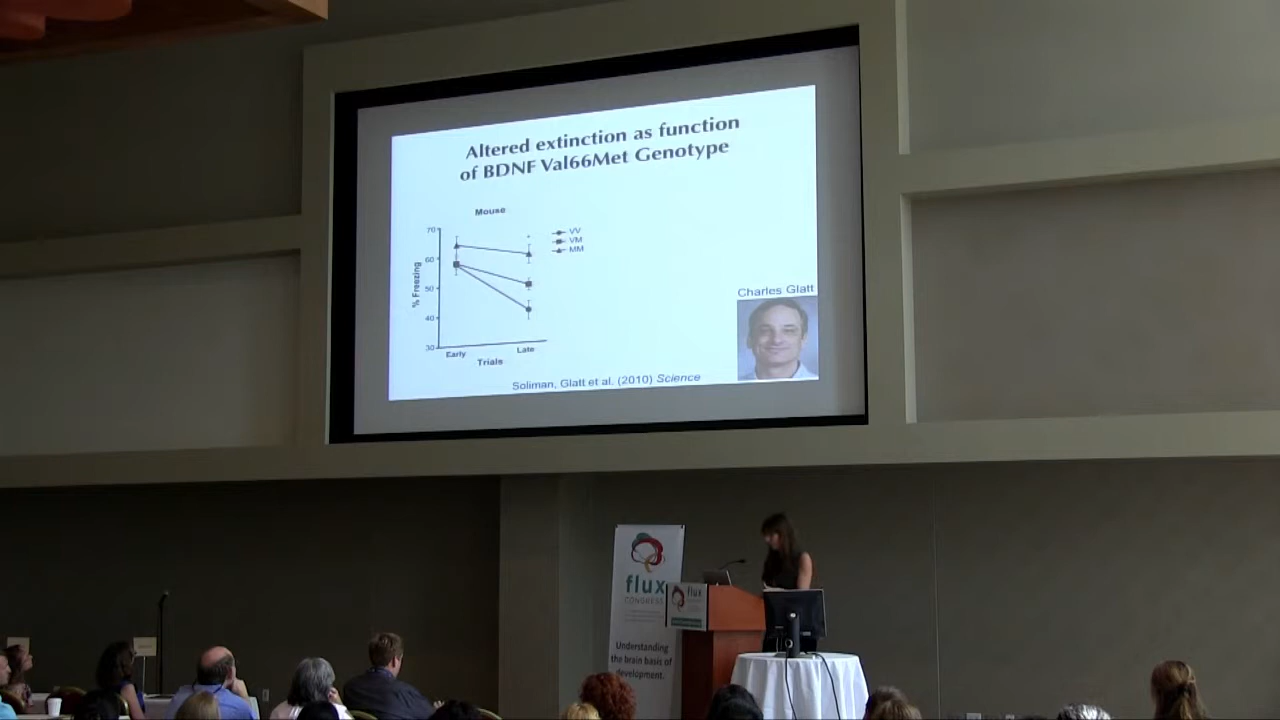 Altered extinction as function
of BDNF Val66Met Genotype
Mouse
70
60
50
40
30
% Freezing
VV
VM
MM
Early
Late
Trials
Charles Glatt
Soliman, Glatt et al. (2010) Science
flux
CONGRESS
Understanding
the brain basis of
development.
flux